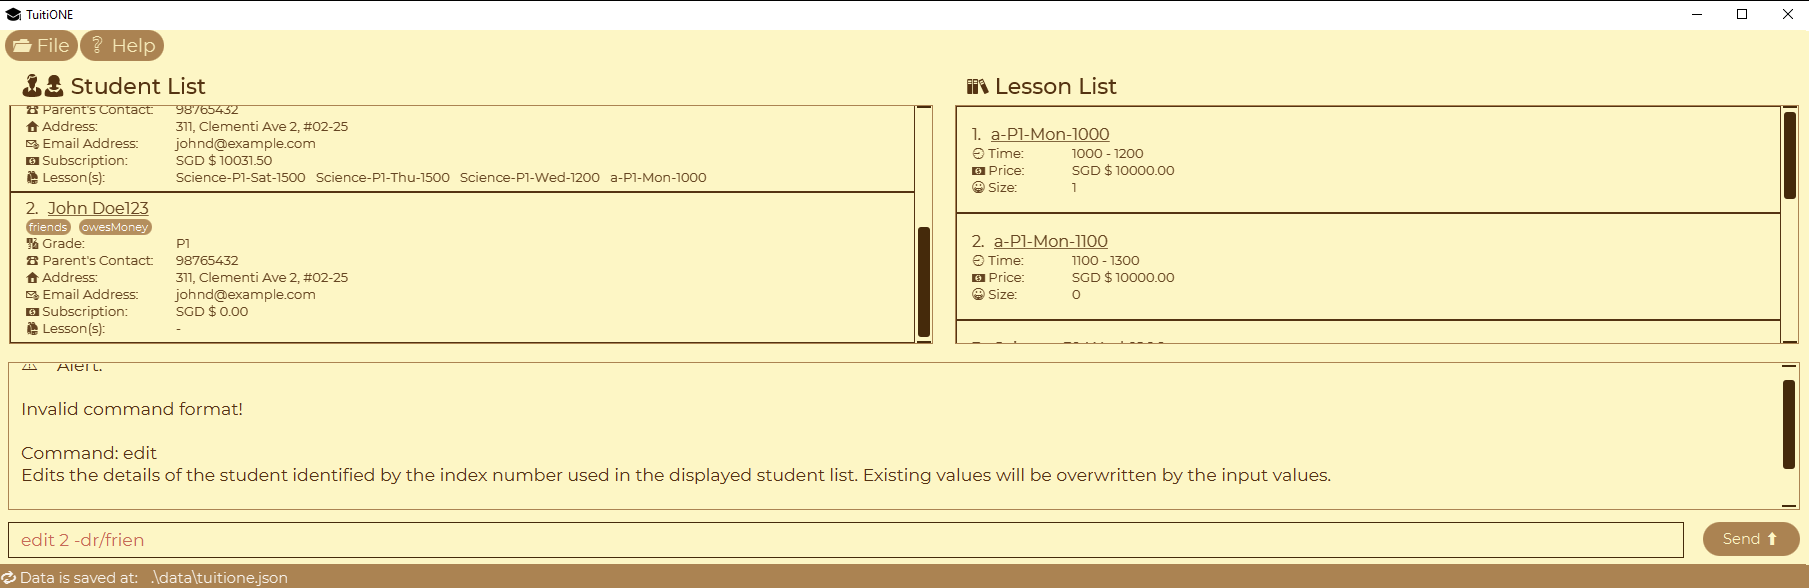 TuitiONE
File Help
Student List
Parent's Contact: 98765432
Address: 311, Clementi Ave 2, #02-25
Email Address: johnd@example.com
Subscription: SGD $ 10031.50
Lesson(s): Science-P1-Sat-1500 Science-P1-Thu-1500 Science-P1-Wed-1200 a-P1-Mon-1000
2. John Doe123
friends owesMoney
Grade: P1
Parent's Contact: 98765432
Address: 311, Clementi Ave 2, #02-25
Email Address: johnd@example.com
Subscription: SGD $ 0.00
Lesson(s): -
Lesson List
1. a-P1-Mon-1000
Time: 1000 - 1200
Price: SGD $ 10000.00
Size: 1
2. a-P1-Mon-1100
Time: 1100 - 1300
Price: SGD $ 10000.00
Size: 0
Alert:
Invalid command format!
Command: edit
Edits the details of the student identified by the index number used in the displayed student list. Existing values will be overwritten by the input values.
edit 2 -dr/frien
Send
Data is saved at: .\data\tuitione.json